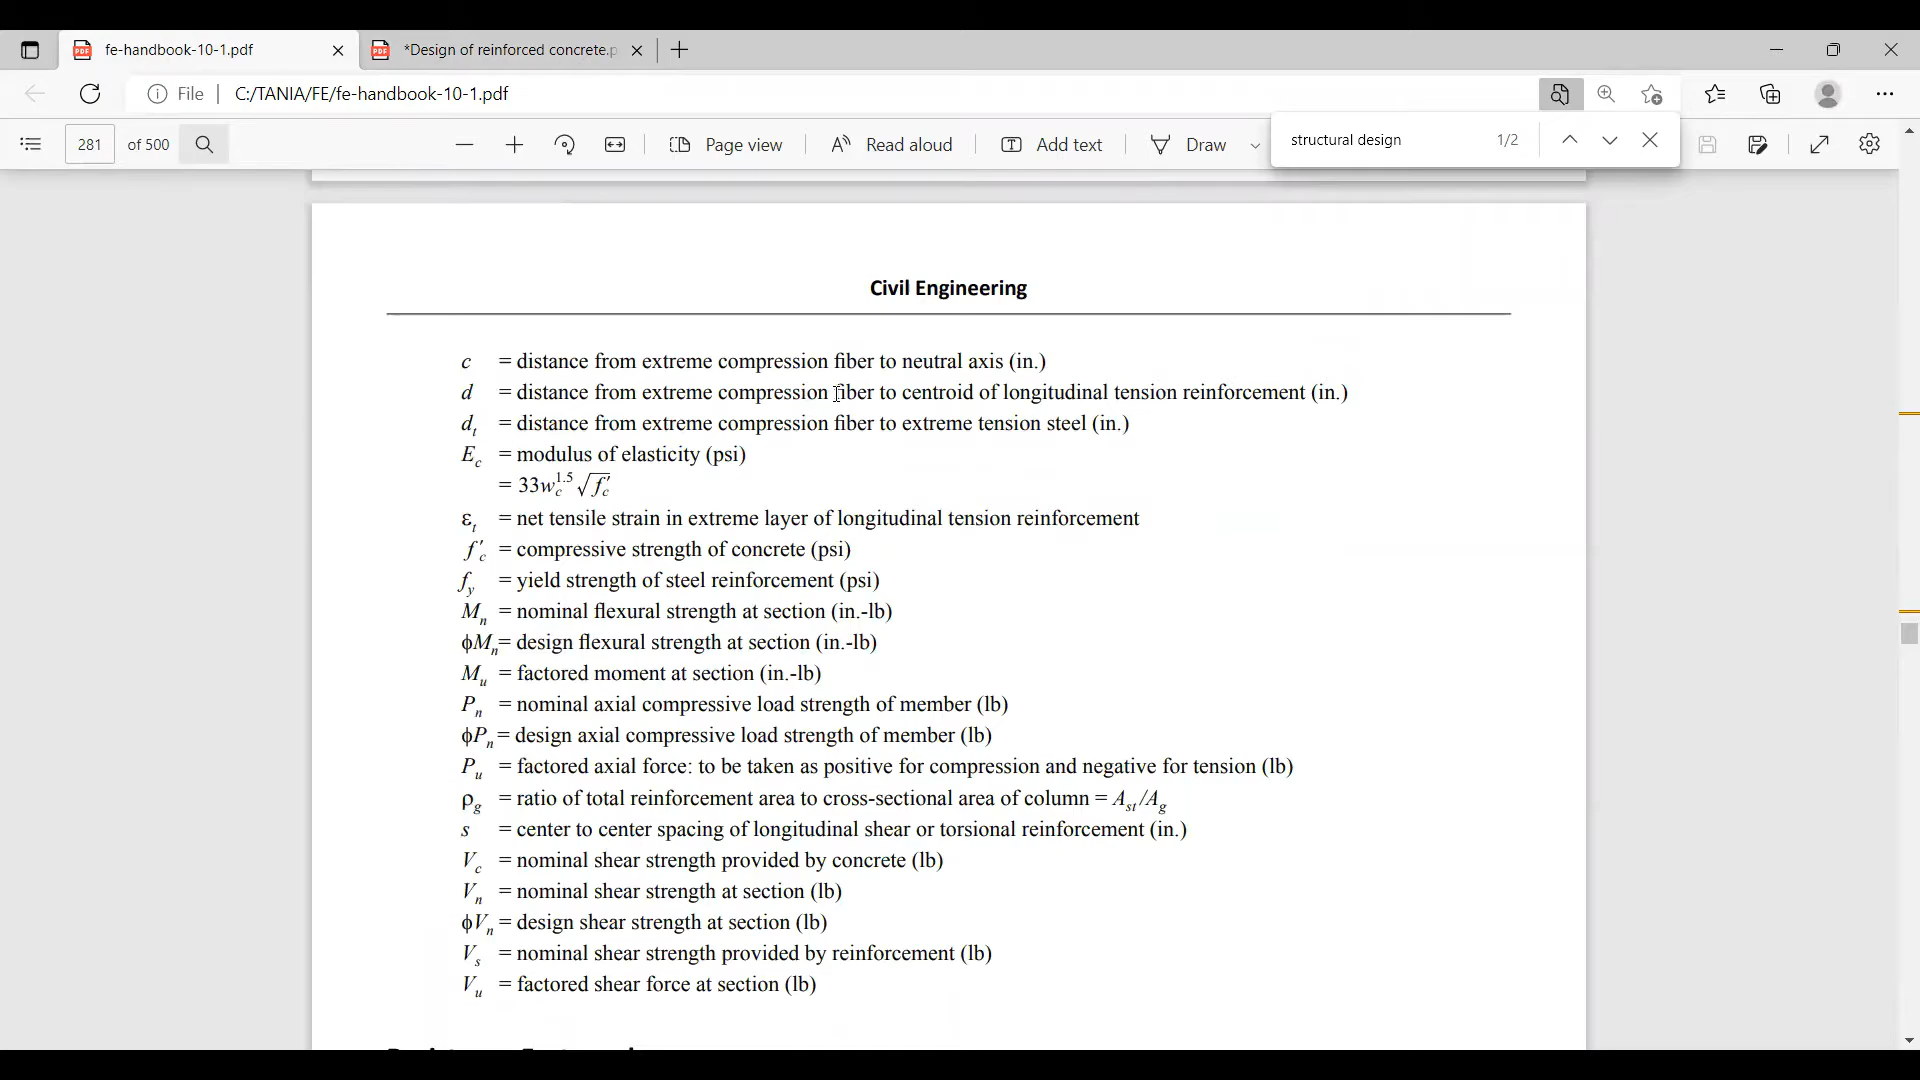 fe-handbook-10-1.pdf
*Design of reinforced concrete.p
File
C:/TANIA/FE/fe-handbook-10-1.pdf
281 of 500
Page view
Read aloud
Add text
Draw
structural design 1/2
Civil Engineering
c = distance from extreme compression fiber to neutral axis (in.)
d = distance from extreme compression fiber to centroid of longitudinal tension reinforcement (in.)
dₜ = distance from extreme compression fiber to extreme tension steel (in.)
E_c = modulus of elasticity (psi)
= 33w_c^1.5 √f′_c
εₜ = net tensile strain in extreme layer of longitudinal tension reinforcement
f′_c = compressive strength of concrete (psi)
f_y = yield strength of steel reinforcement (psi)
Mₙ = nominal flexural strength at section (in.-lb)
ϕMₙ = design flexural strength at section (in.-lb)
Mᵤ = factored moment at section (in.-lb)
Pₙ = nominal axial compressive load strength of member (lb)
ϕPₙ = design axial compressive load strength of member (lb)
Pᵤ = factored axial force: to be taken as positive for compression and negative for tension (lb)
ρ_g = ratio of total reinforcement area to cross-sectional area of column = A_st/A_g
s = center to center spacing of longitudinal shear or torsional reinforcement (in.)
V_c = nominal shear strength provided by concrete (lb)
Vₙ = nominal shear strength at section (lb)
ϕVₙ = design shear strength at section (lb)
Vₛ = nominal shear strength provided by reinforcement (lb)
Vᵤ = factored shear force at section (lb)